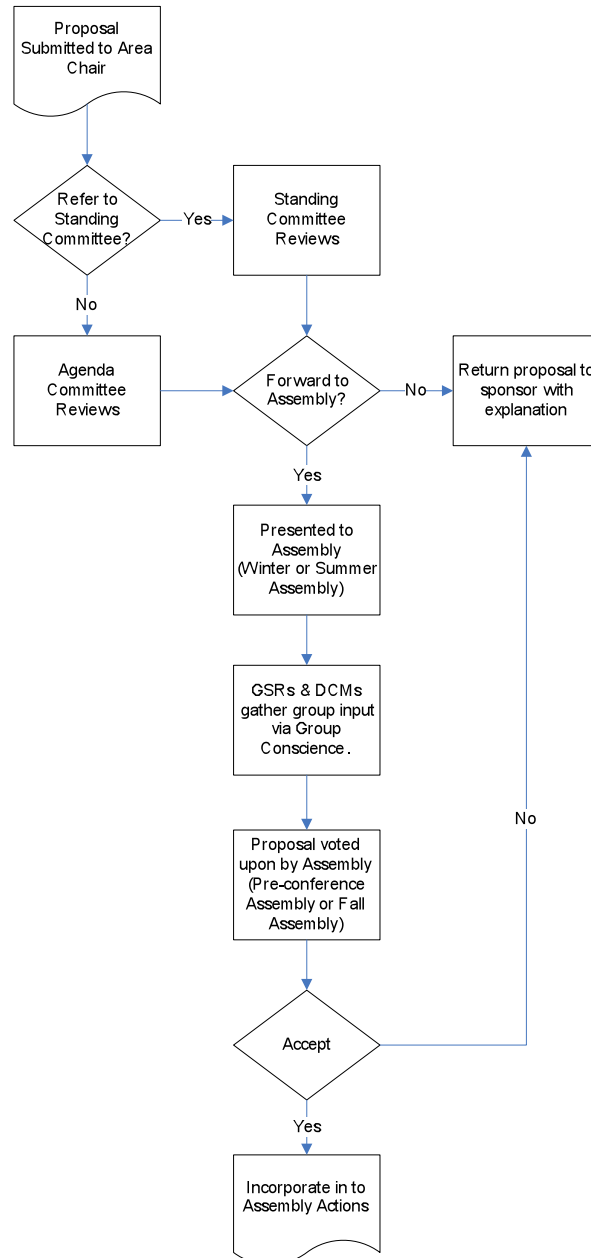 Proposal
Submitted to Area
Chair
Refer to
Standing
Committee?
Yes
Standing
Committee
Reviews
No
Agenda
Committee
Reviews
Forward to
Assembly?
No
Return proposal to
sponsor with
explanation
Yes
Presented to
Assembly
(Winter or Summer
Assembly)
GSRs & DCMs
gather group input
via Group
Conscience.
No
Proposal voted
upon by Assembly
(Pre-conference
Assembly or Fall
Assembly)
Accept
Yes
Incorporate in to
Assembly Actions